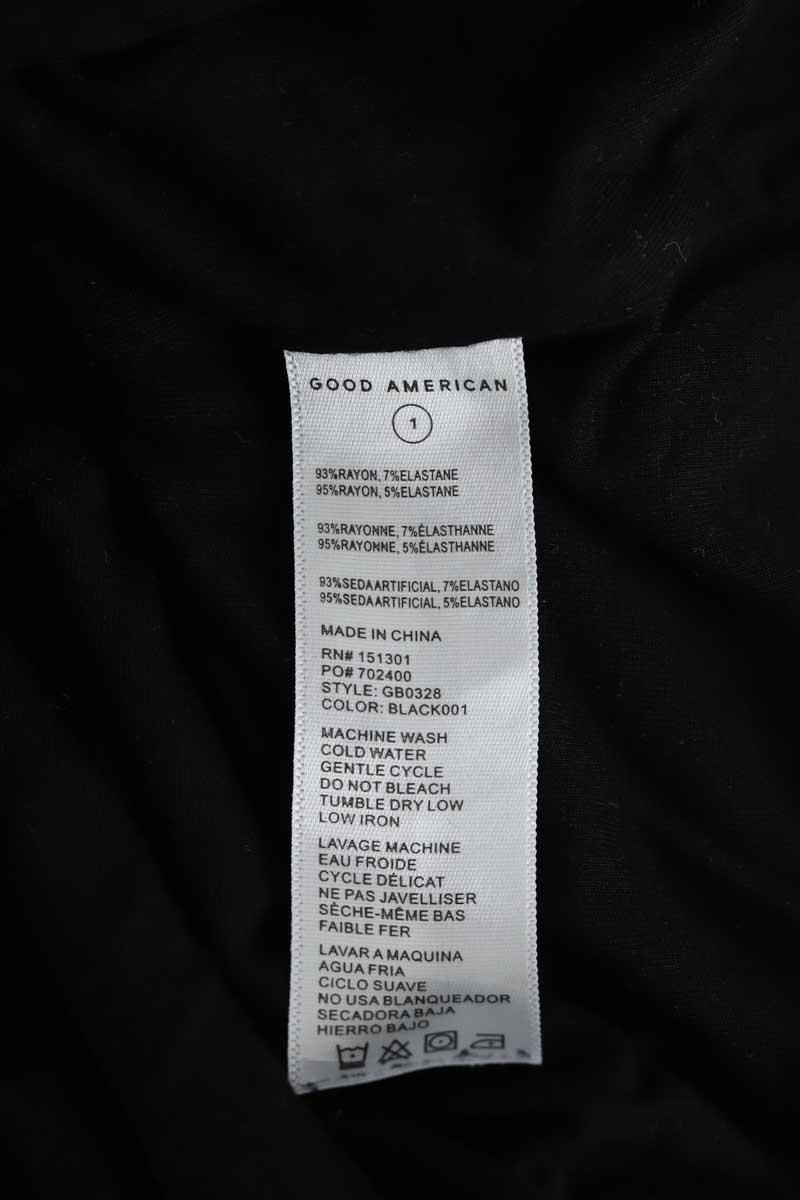 GOOD AMERICAN
1
93%RAYON, 7%ELASTANE
95%RAYON, 5%ELASTANE
93%RAYONNE, 7%ÉLASTHANNE
95%RAYONNE, 5%ÉLASTHANNE
93%SEDAARTIFICIAL, 7%ELASTANO
95%SEDAARTIFICIAL, 5%ELASTANO
MADE IN CHINA
RN# 151301
PO# 702400
STYLE: GB0328
COLOR: BLACK001
MACHINE WASH
COLD WATER
GENTLE CYCLE
DO NOT BLEACH
TUMBLE DRY LOW
LOW IRON
LAVAGE MACHINE
EAU FROIDE
CYCLE DÉLICAT
NE PAS JAVELLISER
SÈCHE-MÊME BAS
FAIBLE FER
LAVAR A MAQUINA
AGUA FRIA
CICLO SUAVE
NO USA BLANQUEADOR
SECADORA BAJA
HIERRO BAJO